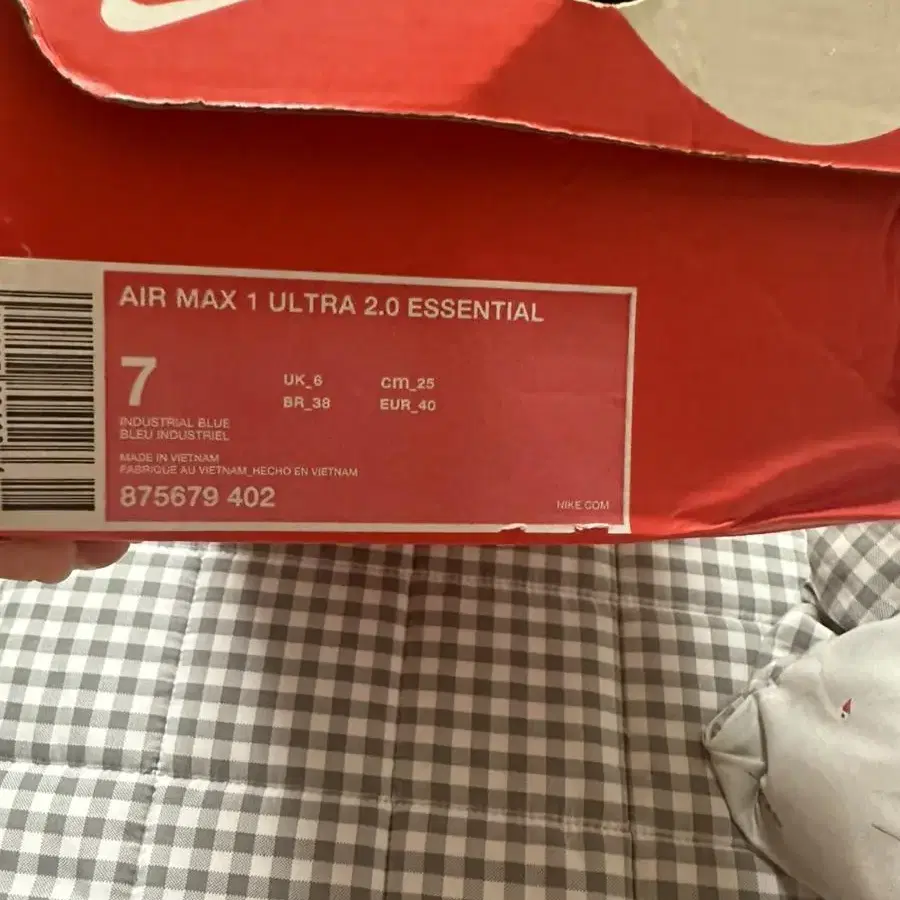 AIR MAX 1 ULTRA 2.0 ESSENTIAL
7
UK_6 cm_25
BR_38 EUR_40
INDUSTRIAL BLUE
BLEU INDUSTRIEL
MADE IN VIETNAM
FABRIQUE AU VIETNAM_HECHO EN VIETNAM
875679 402
NIKE.COM